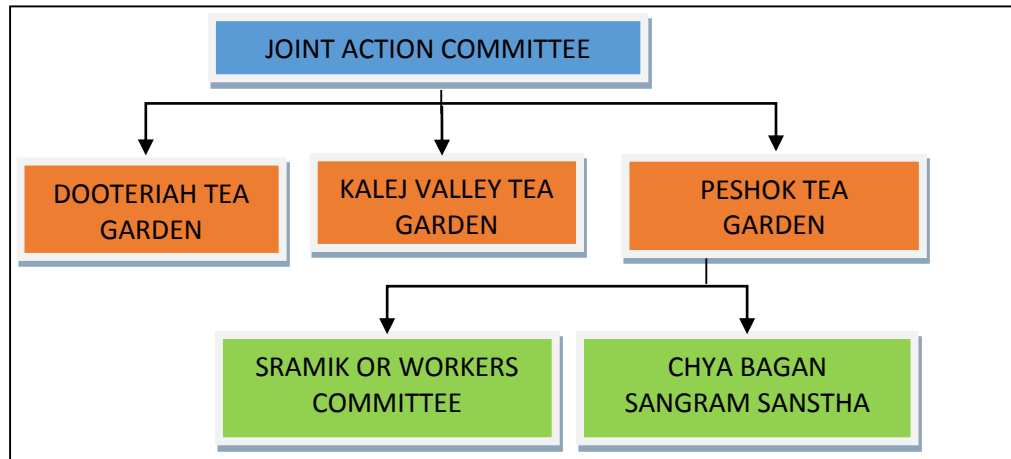 JOINT ACTION COMMITTEE
DOOTERIAH TEA
GARDEN
KALEJ VALLEY TEA
GARDEN
PESHOK TEA
GARDEN
SRAMIK OR WORKERS
COMMITTEE
CHYA BAGAN
SANGRAM SANSTHA